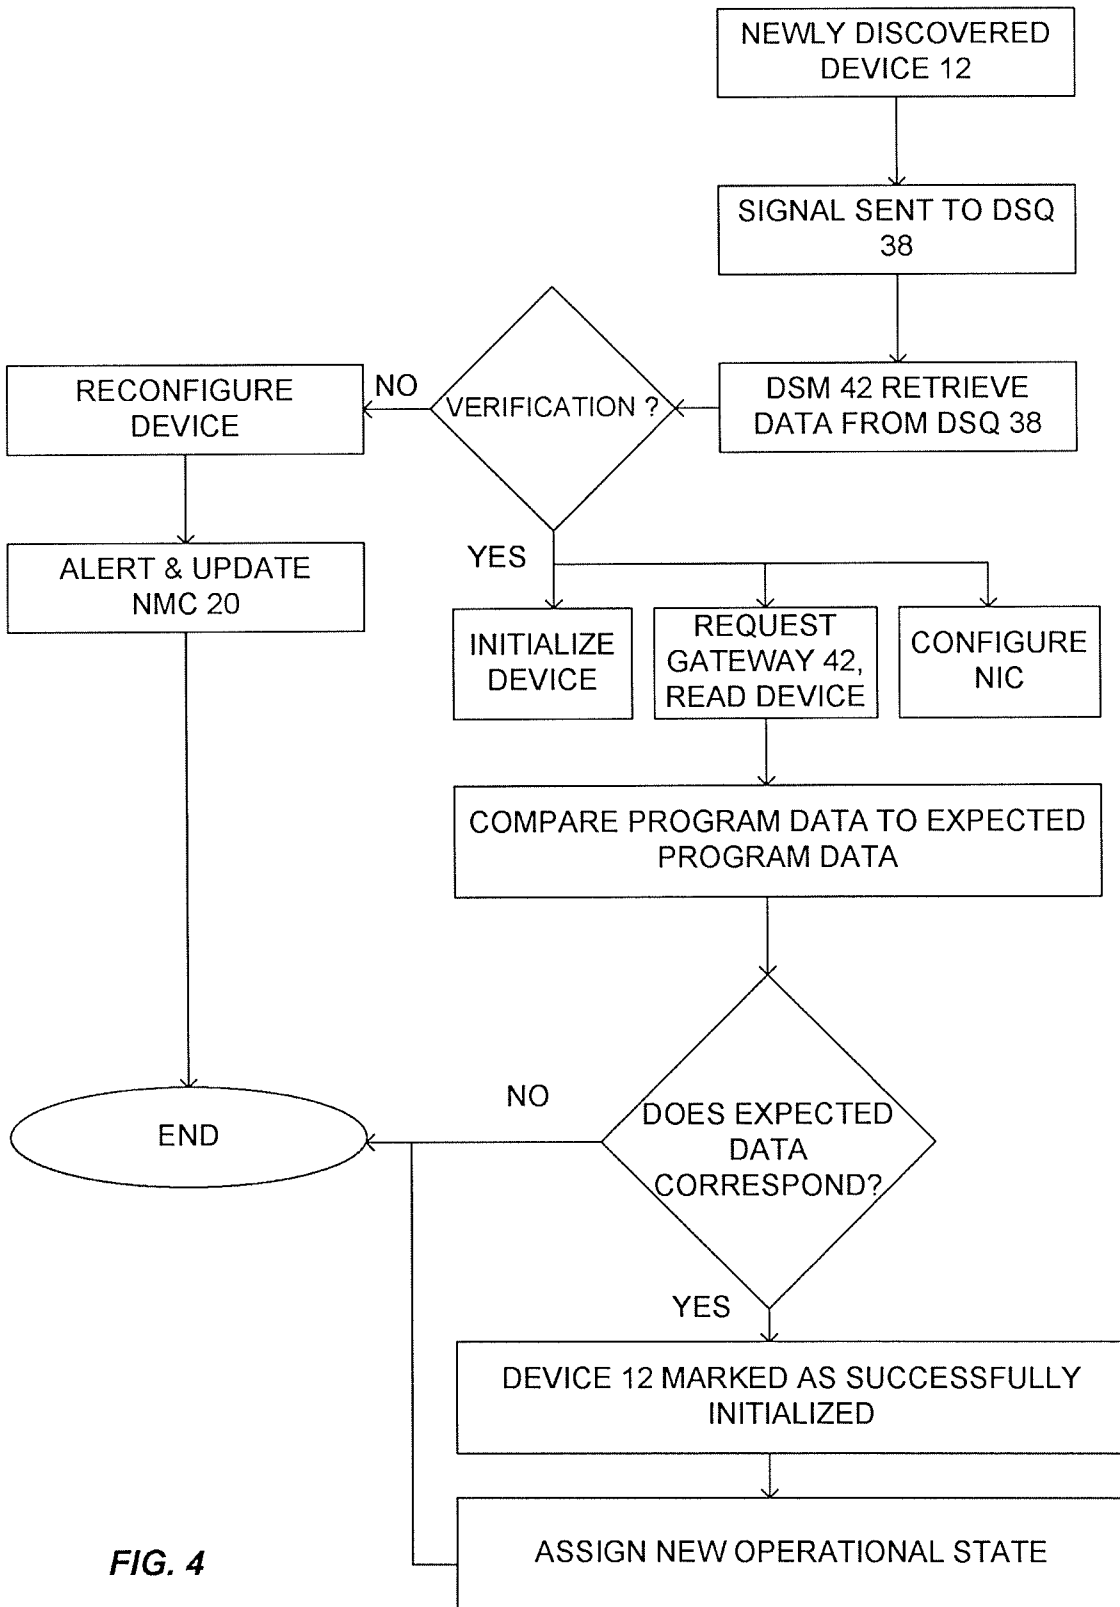 NEWLY DISCOVERED
DEVICE 12
SIGNAL SENT TO DSQ
38
DSM 42 RETRIEVE
DATA FROM DSQ 38
VERIFICATION ?
NO
RECONFIGURE
DEVICE
ALERT & UPDATE
NMC 20
YES
INITIALIZE
DEVICE
REQUEST
GATEWAY 42,
READ DEVICE
CONFIGURE
NIC
COMPARE PROGRAM DATA TO EXPECTED
PROGRAM DATA
DOES EXPECTED
DATA
CORRESPOND?
NO
END
YES
DEVICE 12 MARKED AS SUCCESSFULLY
INITIALIZED
ASSIGN NEW OPERATIONAL STATE
FIG. 4